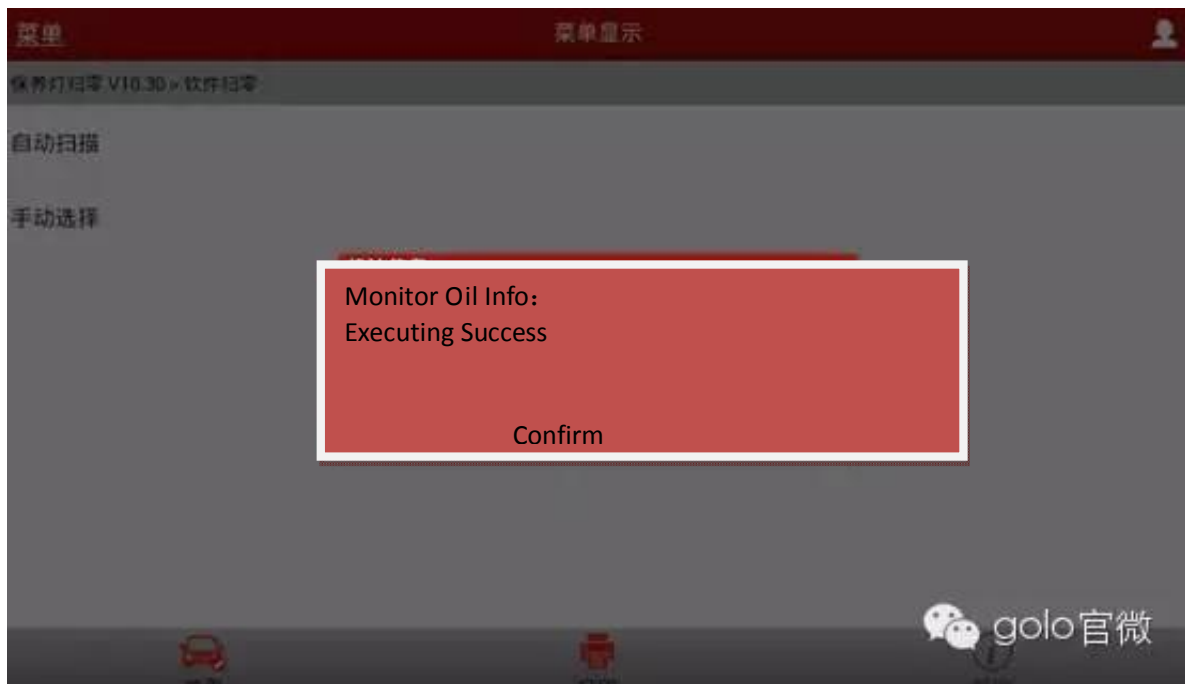 菜单
菜单显示
保养灯归零 V10.30 » 软件归零
自动扫描
手动选择
Monitor Oil Info：
Executing Success
Confirm
golo官微